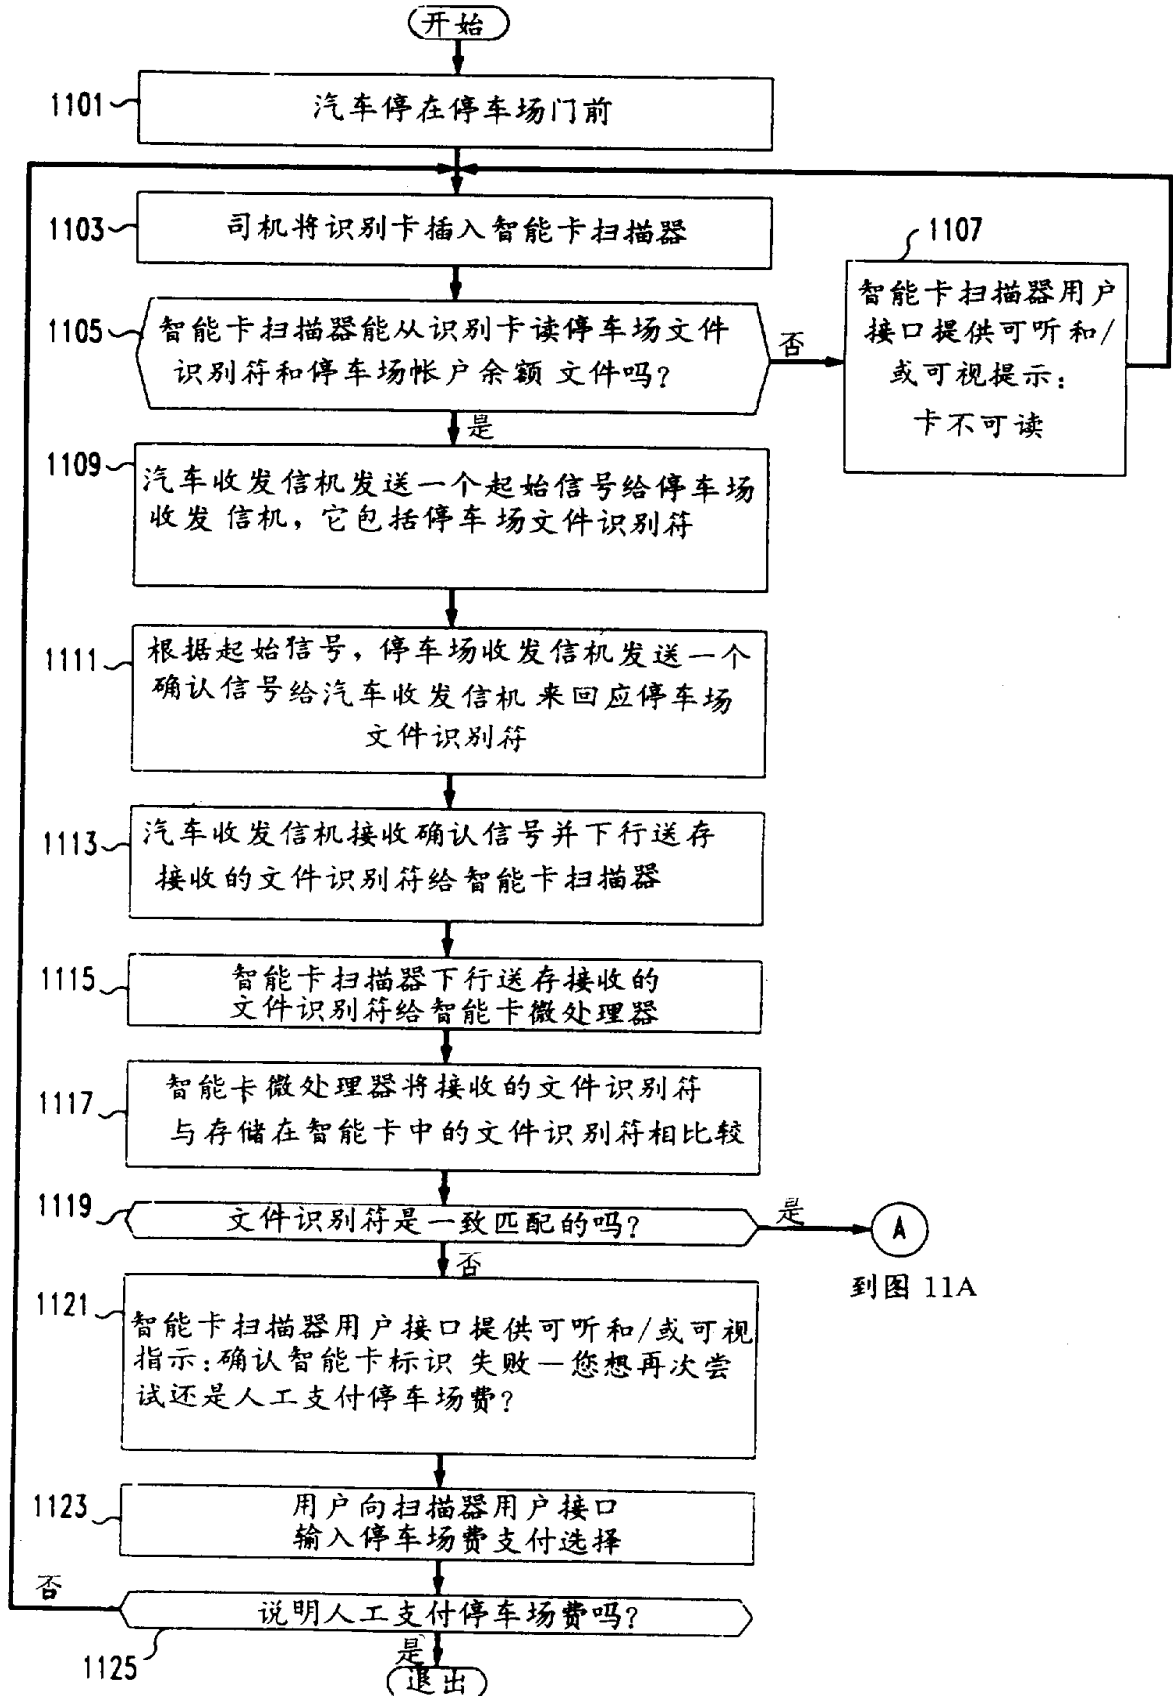 开始
1101
汽车停在停车场门前
1103
司机将识别卡插入智能卡扫描器
1107
智能卡扫描器用户
接口提供可听和/
或可视提示:
卡不可读
1105
智能卡扫描器能从识别卡读停车场文件
识别符和停车场帐户余额文件吗?
否
是
1109
汽车收发信机发送一个起始信号给停车场
收发信机,它包括停车场文件识别符
1111
根据起始信号,停车场收发信机发送一个
确认信号给汽车收发信机来回应停车场
文件识别符
1113
汽车收发信机接收确认信号并下行送存
接收的文件识别符给智能卡扫描器
1115
智能卡扫描器下行送存接收的
文件识别符给智能卡微处理器
1117
智能卡微处理器将接收的文件识别符
与存储在智能卡中的文件识别符相比较
1119
文件识别符是一致匹配的吗?
是
A
到图 11A
否
1121
智能卡扫描器用户接口提供可听和/或可视
指示:确认智能卡标识失败—您想再次尝
试还是人工支付停车场费?
1123
用户向扫描器用户接口
输入停车场费支付选择
否
说明人工支付停车场费吗?
1125
是
退出